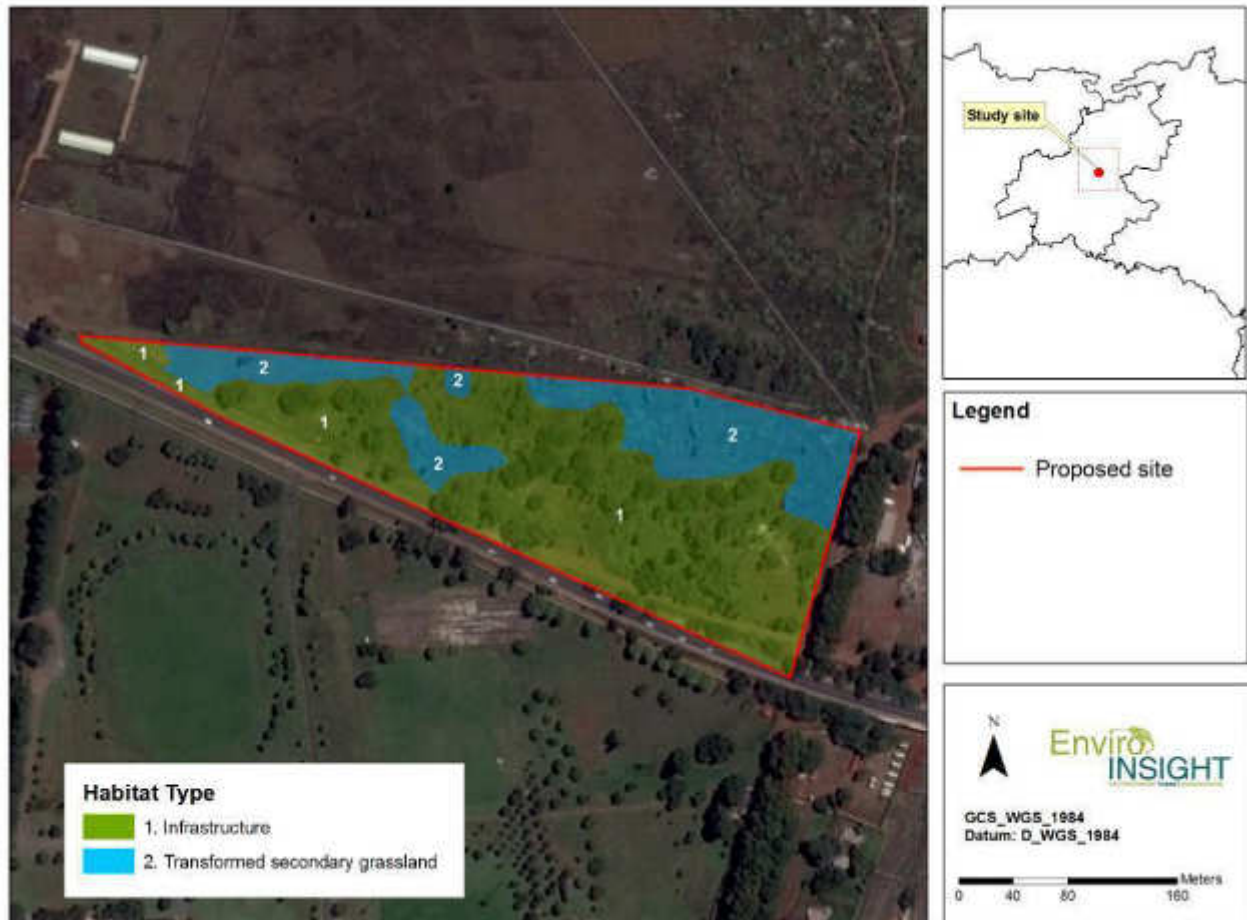 1
2
1
2
1
2
2
1
Habitat Type
1. Infrastructure
2. Transformed secondary grassland
Study site
Legend
Proposed site
N
Enviro
INSIGHT
GCS_WGS_1984
Datum: D_WGS_1984
Meters
0 40 80 160